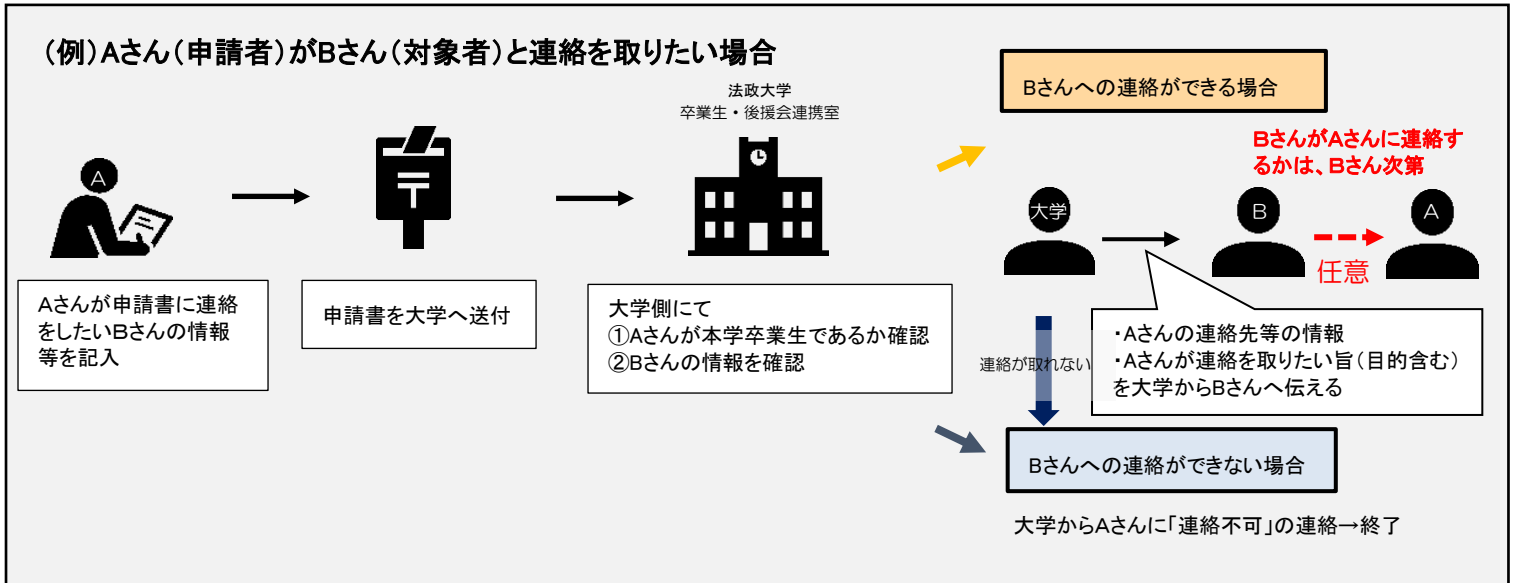 (例)Aさん(申請者)がBさん(対象者)と連絡を取りたい場合
法政大学
卒業生・後援会連携室
A
〒
Aさんが申請書に連絡
をしたいBさんの情報
等を記入
申請書を大学へ送付
大学側にて
①Aさんが本学卒業生であるか確認
②Bさんの情報を確認
Bさんへの連絡ができる場合
BさんがAさんに連絡す
るかは、Bさん次第
大学
B
A
任意
・Aさんの連絡先等の情報
・Aさんが連絡を取りたい旨(目的含む)
を大学からBさんへ伝える
連絡が取れない
Bさんへの連絡ができない場合
大学からAさんに「連絡不可」の連絡→終了